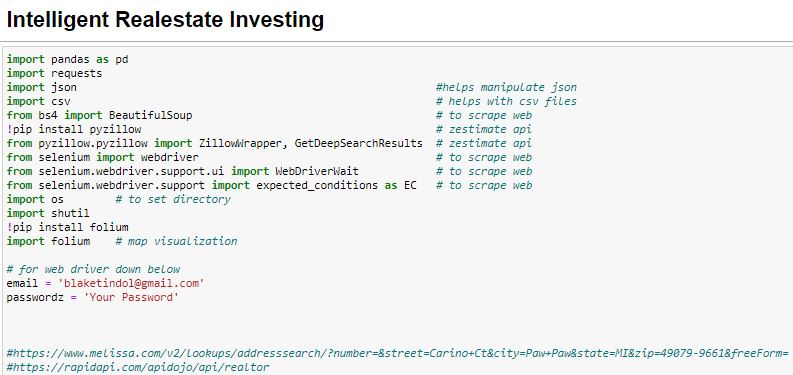 Intelligent Realestate Investing
import pandas as pd
import requests
import json #helps manipulate json
import csv # helps with csv files
from bs4 import BeautifulSoup # to scrape web
!pip install pyzillow # zestimate api
from pyzillow.pyzillow import ZillowWrapper, GetDeepSearchResults # zestimate api
from selenium import webdriver # to scrape web
from selenium.webdriver.support.ui import WebDriverWait # to scrape web
from selenium.webdriver.support import expected_conditions as EC # to scrape web
import os # to set directory
import shutil
!pip install folium
import folium # map visualization
# for web driver down below
email = 'blaketindol@gmail.com'
passwordz = 'Your Password'
#https://www.melissa.com/v2/lookups/addresssearch/?number=&street=Carino+Ct&city=Paw+Paw&state=MI&zip=49079-9661&freeForm=
#https://rapidapi.com/apidojo/api/realtor